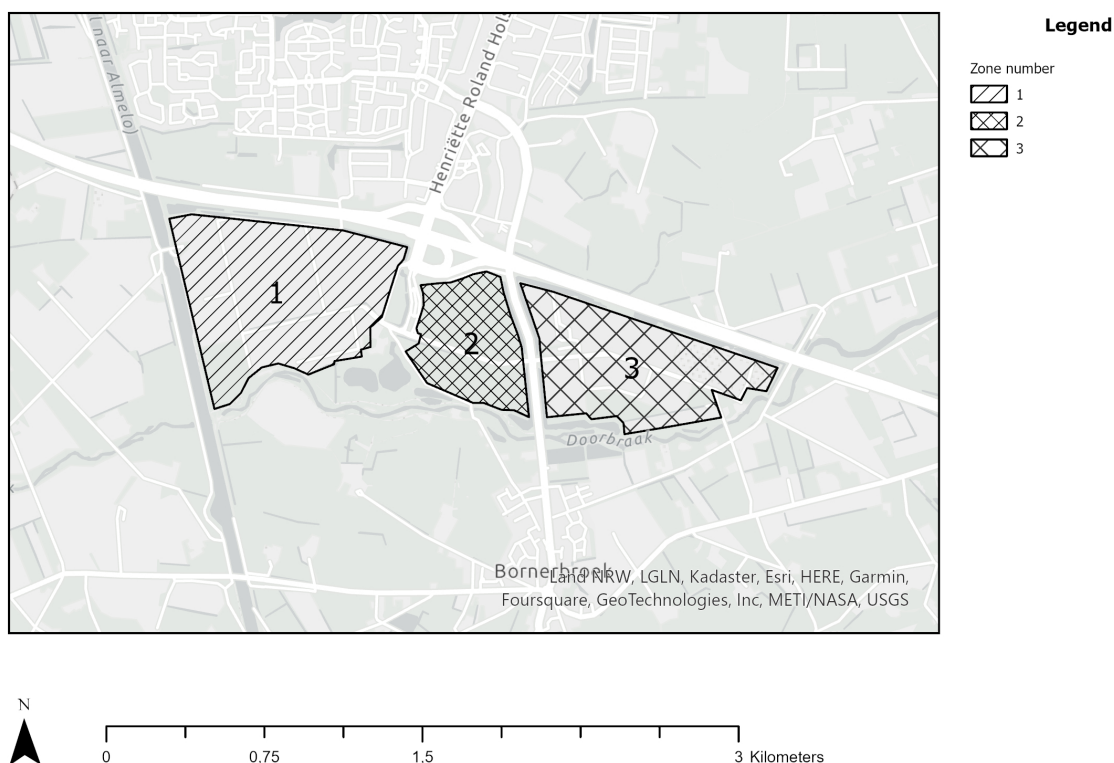 Legend
Zone number
1
2
3
naar Almelo)
Henriëtte Roland Hols
1
2
3
Doorbraak
Bornerbroek
Land NRW, LGLN, Kadaster, Esri, HERE, Garmin,
Foursquare, GeoTechnologies, Inc, METI/NASA, USGS
N
0
0.75
1.5
3 Kilometers